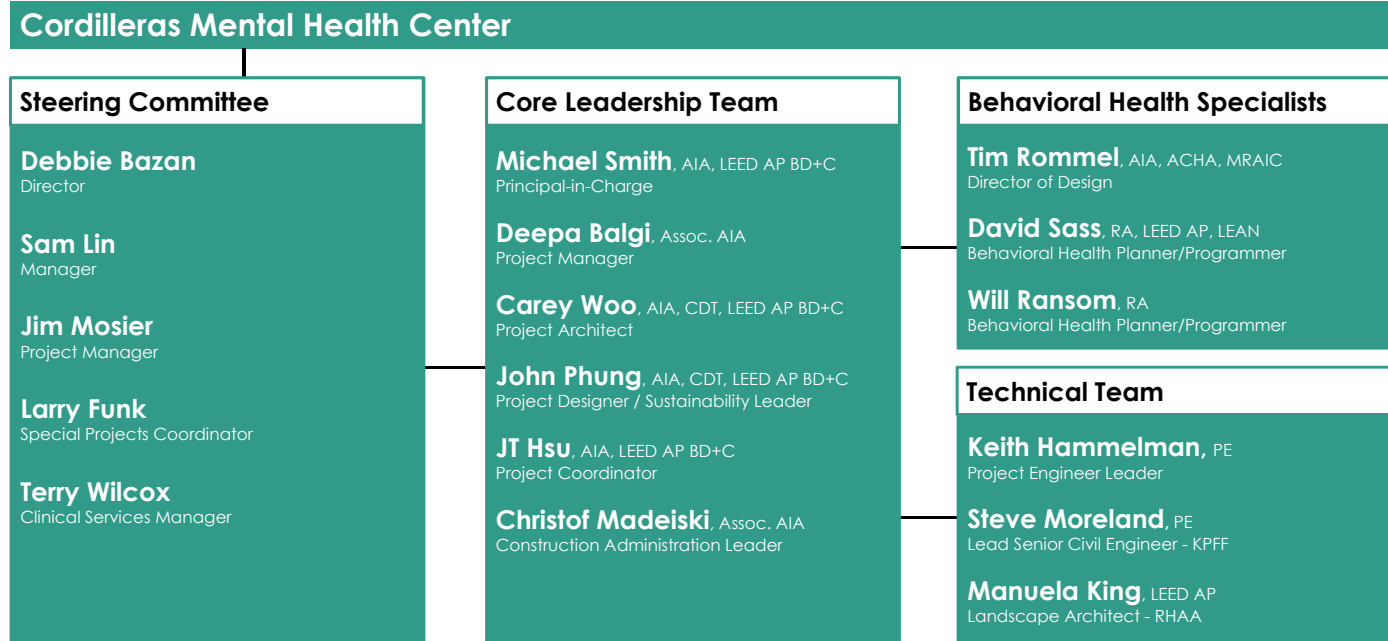 Cordilleras Mental Health Center
Steering Committee
Debbie Bazan
Director
Sam Lin
Manager
Jim Mosier
Project Manager
Larry Funk
Special Projects Coordinator
Terry Wilcox
Clinical Services Manager
Core Leadership Team
Michael Smith, AIA, LEED AP BD+C
Principal-in-Charge
Deepa Balgi, Assoc. AIA
Project Manager
Carey Woo, AIA, CDT, LEED AP BD+C
Project Architect
John Phung, AIA, CDT, LEED AP BD+C
Project Designer / Sustainability Leader
JT Hsu, AIA, LEED AP BD+C
Project Coordinator
Christof Madeiski, Assoc. AIA
Construction Administration Leader
Behavioral Health Specialists
Tim Rommel, AIA, ACHA, MRAIC
Director of Design
David Sass, RA, LEED AP, LEAN
Behavioral Health Planner/Programmer
Will Ransom, RA
Behavioral Health Planner/Programmer
Technical Team
Keith Hammelman, PE
Project Engineer Leader
Steve Moreland, PE
Lead Senior Civil Engineer - KPFF
Manuela King, LEED AP
Landscape Architect - RHAA